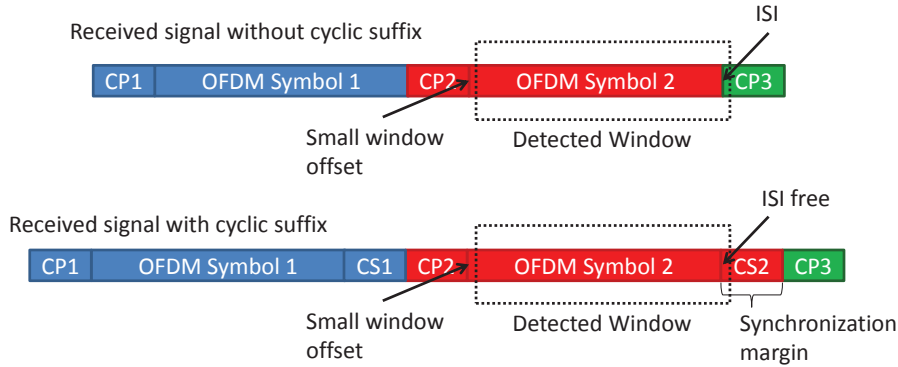 ISI
Received signal without cyclic suffix
CP1 OFDM Symbol 1 CP2 OFDM Symbol 2 CP3
Small window
offset
Detected Window
ISI free
Received signal with cyclic suffix
CP1 OFDM Symbol 1 CS1 CP2 OFDM Symbol 2 CS2 CP3
Small window
offset
Detected Window
Synchronization
margin